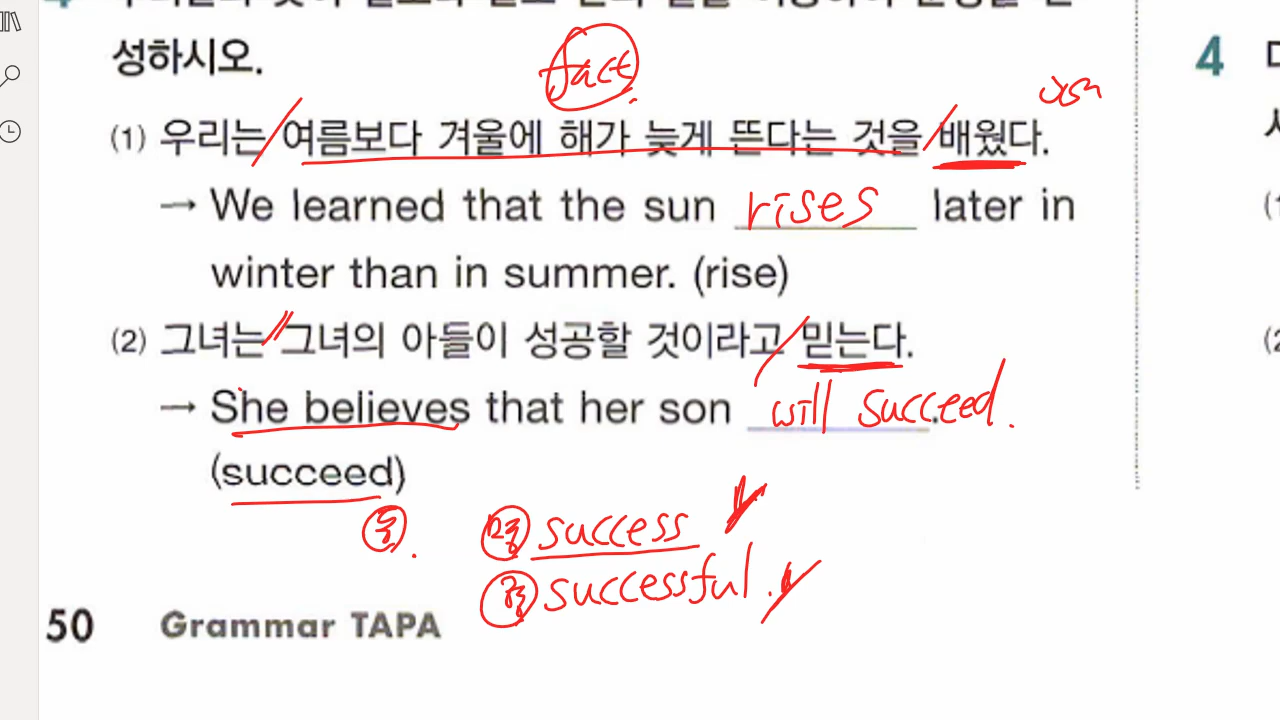 성하시오.
fact
4
(1) 우리는 여름보다 겨울에 해가 늦게 뜬다는 것을 배웠다.
→ We learned that the sun rises later in
winter than in summer. (rise)
(2) 그녀는 그녀의 아들이 성공할 것이라고 믿는다.
→ She believes that her son will succeed.
(succeed)
동.
명 success
형 successful.
50 Grammar TAPA